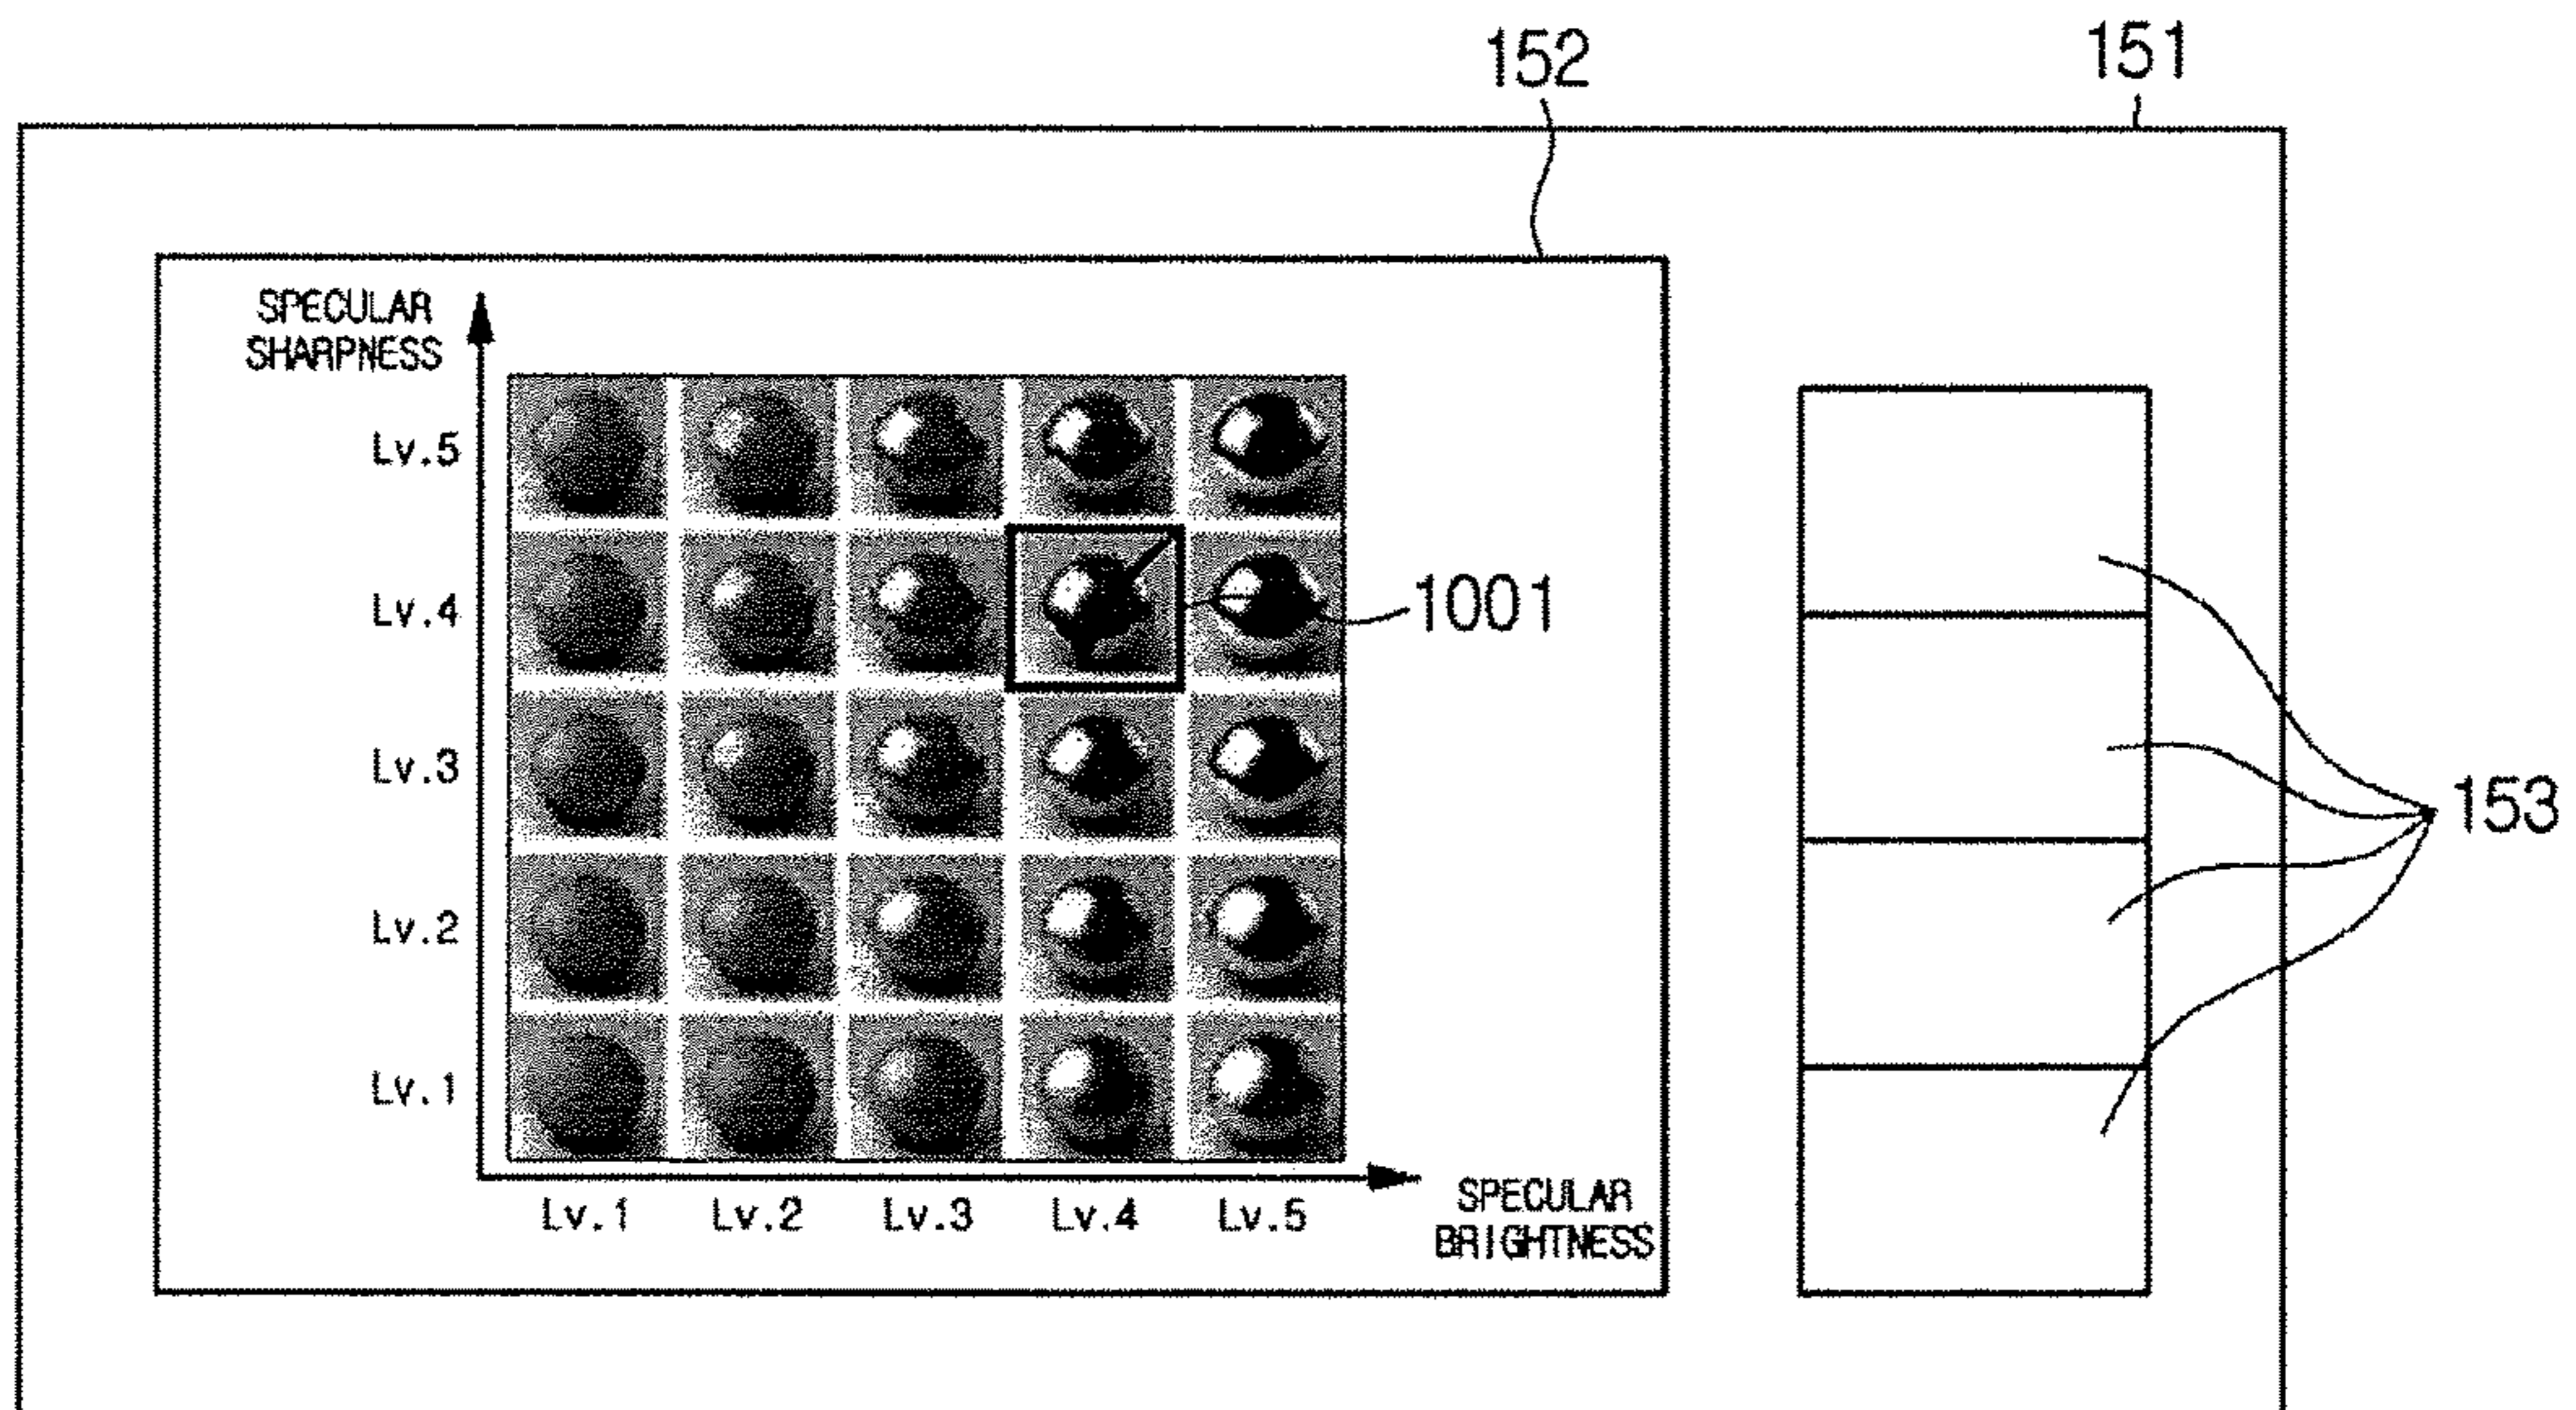 152
151
SPECULAR
SHARPNESS
Lv.5
Lv.4
1001
Lv.3
153
Lv.2
Lv.1
Lv.1 Lv.2 Lv.3 Lv.4 Lv.5
SPECULAR
BRIGHTNESS